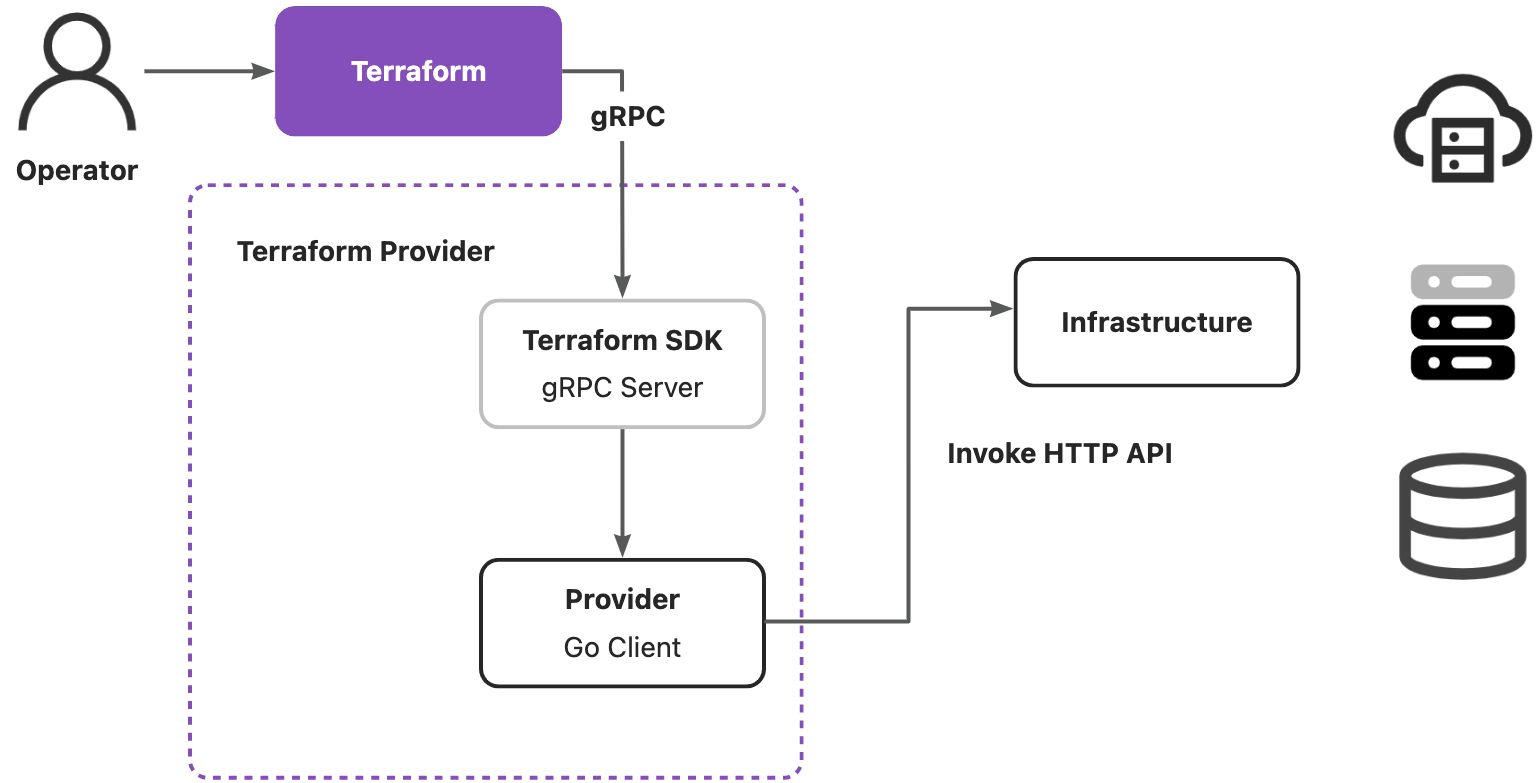 Terraform
gRPC
Operator
Terraform Provider
Terraform SDK
gRPC Server
Infrastructure
Invoke HTTP API
Provider
Go Client